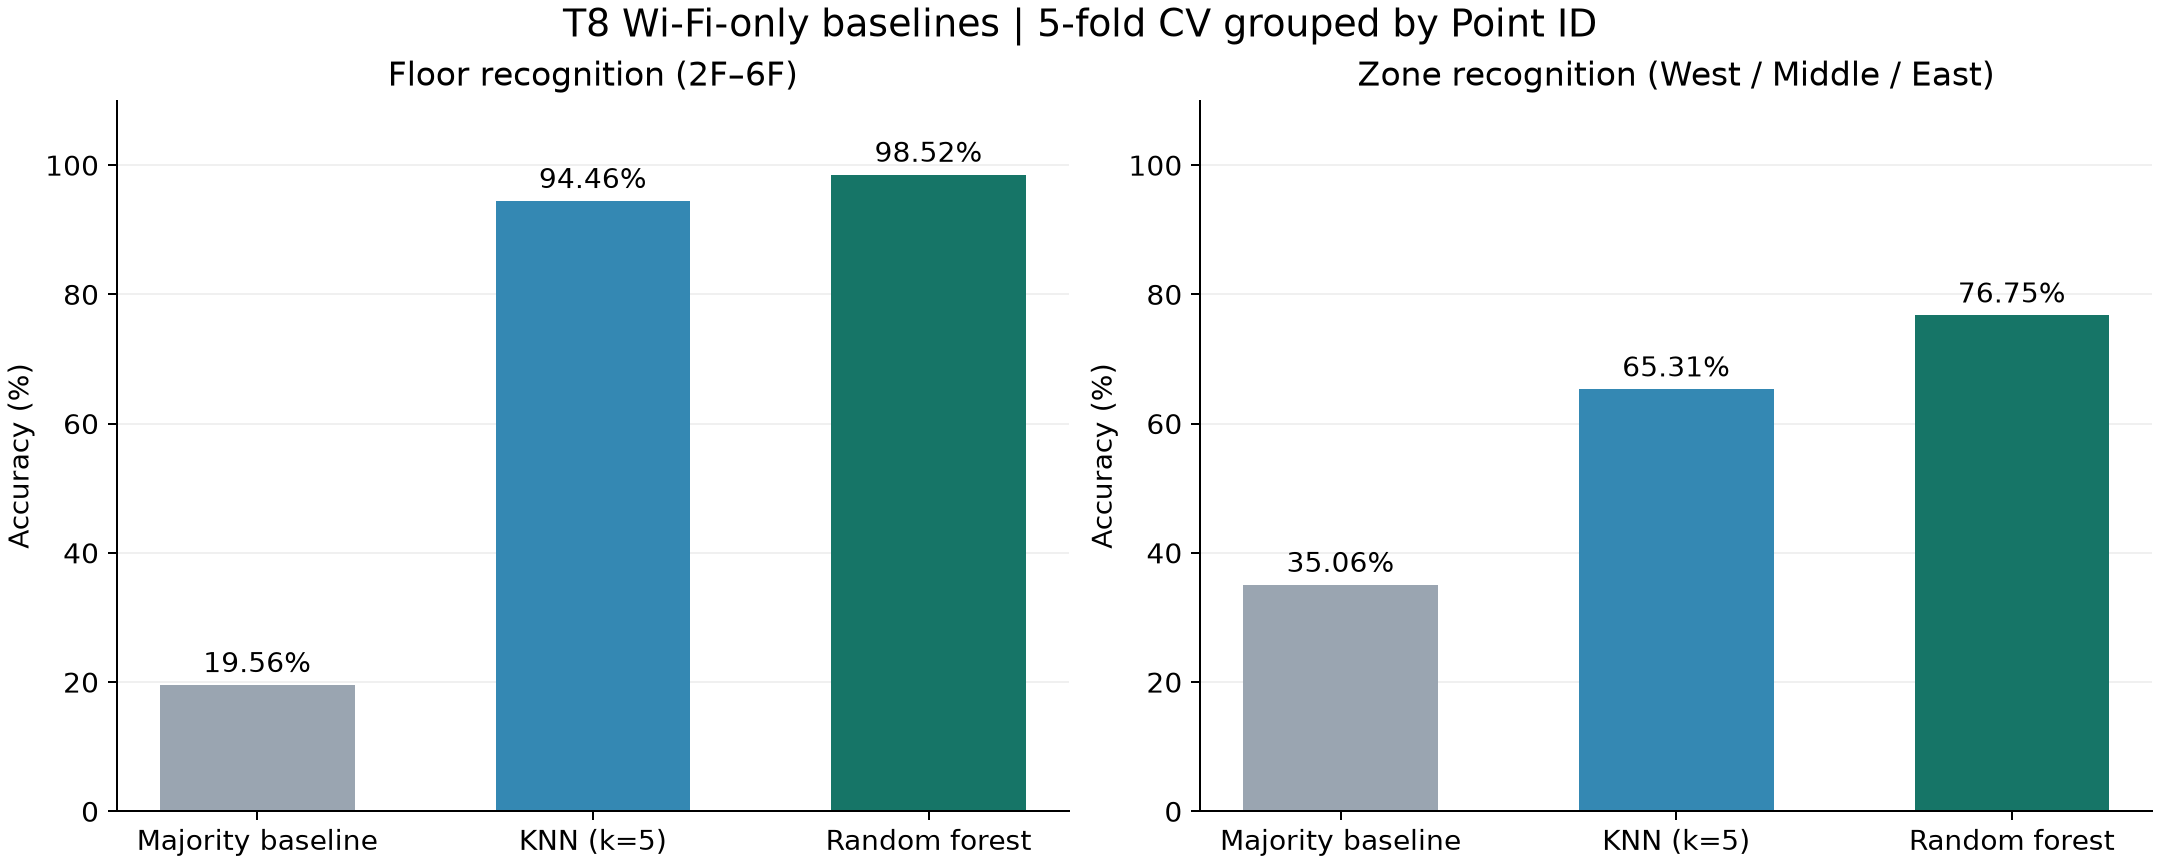 T8 Wi-Fi-only baselines | 5-fold CV grouped by Point ID
Floor recognition (2F–6F)
Accuracy (%)
100
80
60
40
20
0
19.56%
94.46%
98.52%
Majority baseline
KNN (k=5)
Random forest
Zone recognition (West / Middle / East)
Accuracy (%)
100
80
60
40
20
0
35.06%
65.31%
76.75%
Majority baseline
KNN (k=5)
Random forest